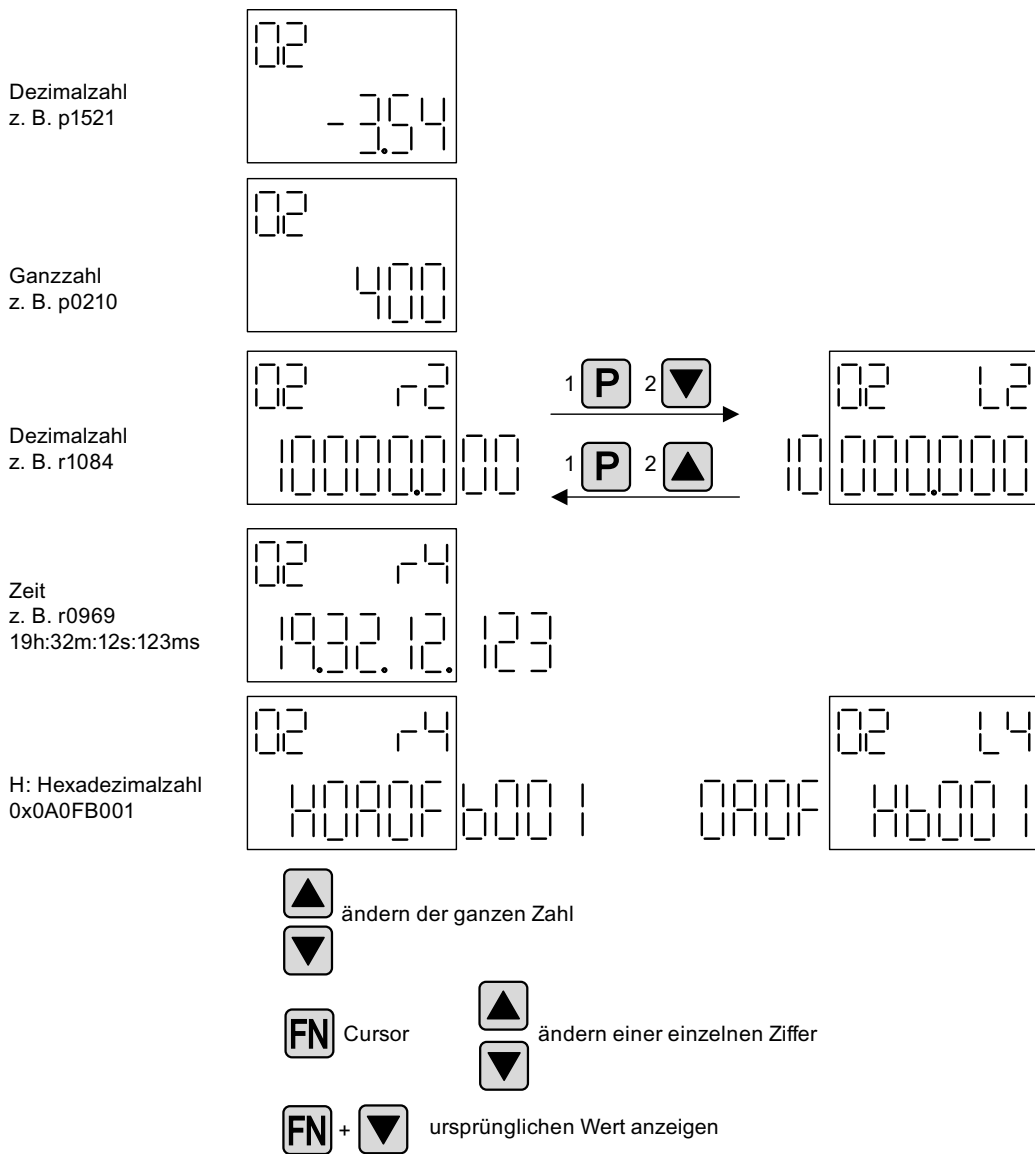 Dezimalzahl
z. B. p1521
02
-3.54
Ganzzahl
z. B. p0210
02
400
Dezimalzahl
z. B. r1084
02 r2
10000.000
1 P 2
1 P 2
02 L2
10000.000
Zeit
z. B. r0969
19h:32m:12s:123ms
02 r4
19.32.12.123
H: Hexadezimalzahl
0x0A0FB001
02 r4
H0A0Fb001
02 L4
0A0F Hb001
ändern der ganzen Zahl
FN Cursor
ändern einer einzelnen Ziffer
FN + ursprünglichen Wert anzeigen